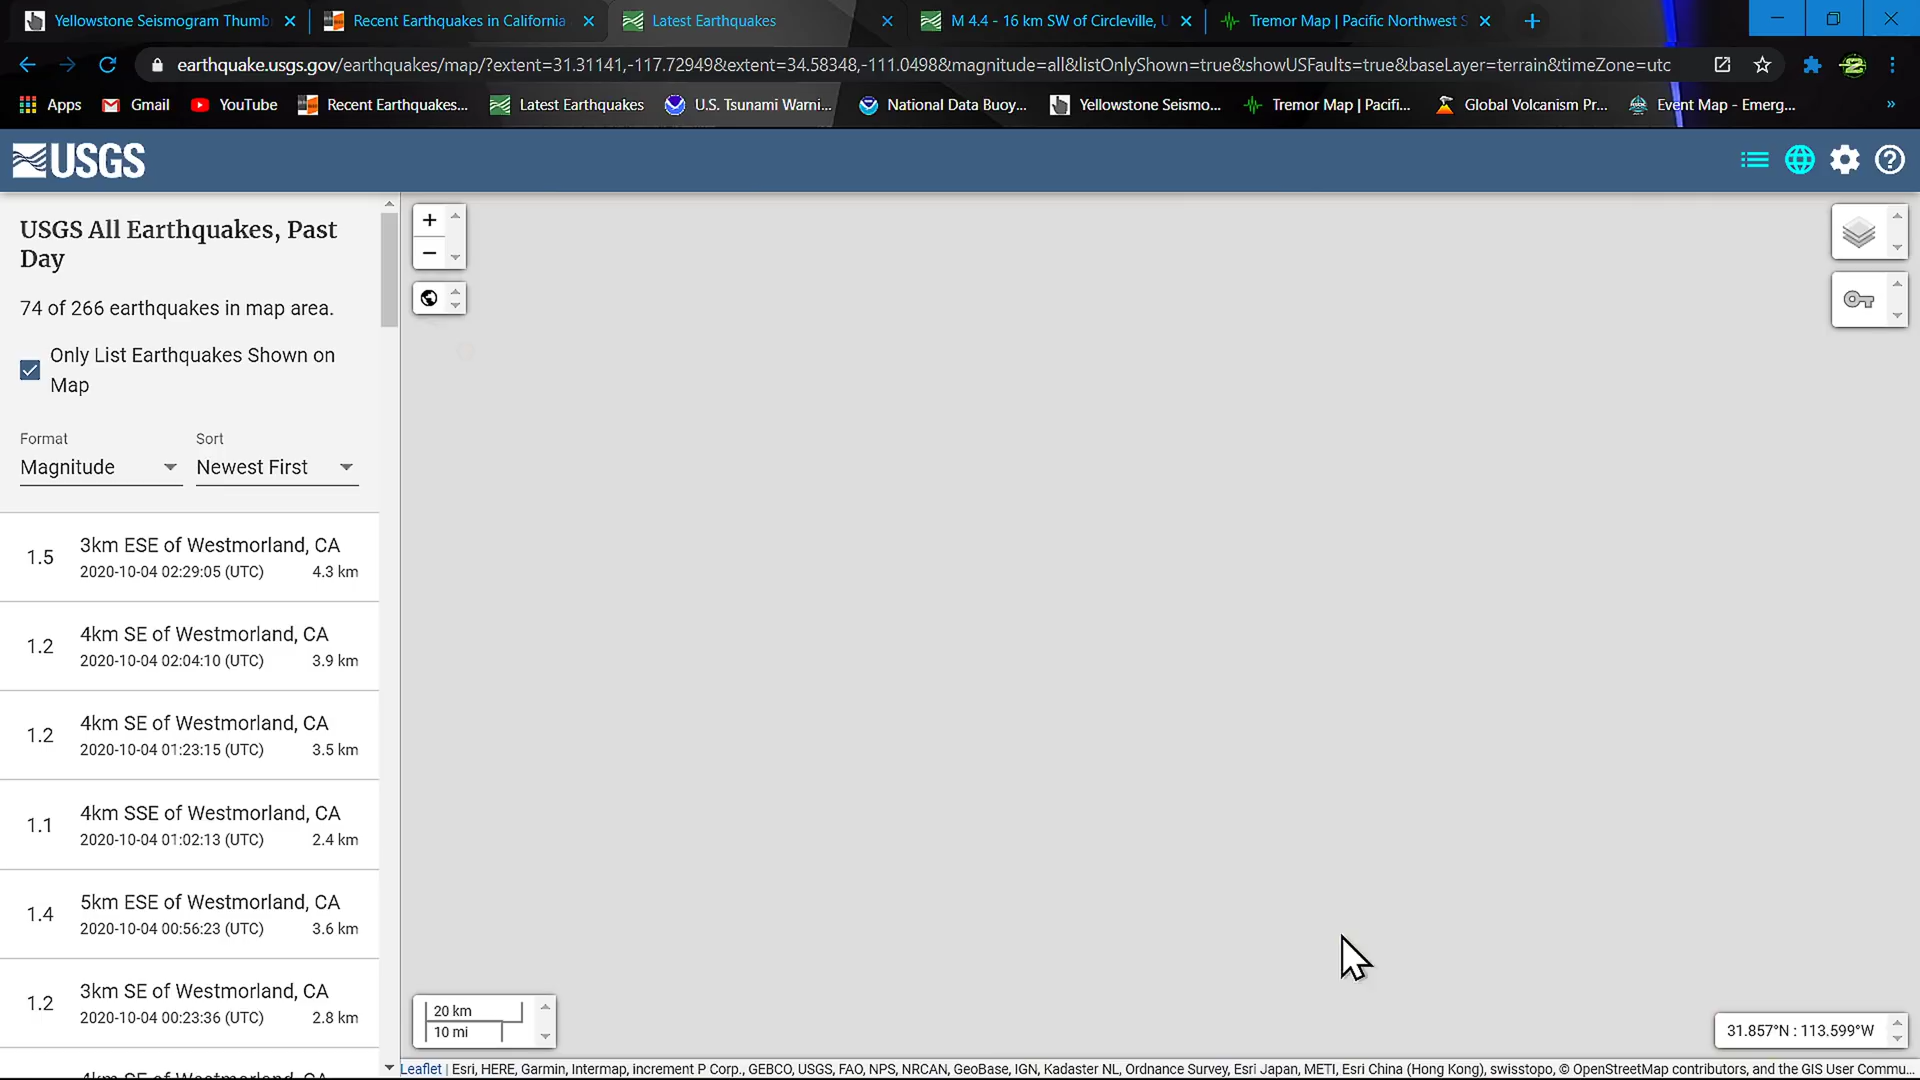 Yellowstone Seismogram Thumb
Recent Earthquakes in California
Latest Earthquakes
M 4.4 - 16 km SW of Circleville, U
Tremor Map | Pacific Northwest S
earthquake.usgs.gov/earthquakes/map/?extent=31.31141,-117.72949&extent=34.58348,-111.0498&magnitude=all&listOnlyShown=true&showUSFaults=true&baseLayer=terrain&timeZone=utc
Apps
Gmail
YouTube
Recent Earthquakes...
Latest Earthquakes
U.S. Tsunami Warni...
National Data Buoy...
Yellowstone Seismo...
Tremor Map | Pacifi...
Global Volcanism Pr...
Event Map - Emerg...
»
USGS
USGS All Earthquakes, Past
Day
74 of 266 earthquakes in map area.
Only List Earthquakes Shown on
Map
Format
Sort
Magnitude
Newest First
1.5
3km ESE of Westmorland, CA
2020-10-04 02:29:05 (UTC)
4.3 km
1.2
4km SE of Westmorland, CA
2020-10-04 02:04:10 (UTC)
3.9 km
1.2
4km SE of Westmorland, CA
2020-10-04 01:23:15 (UTC)
3.5 km
1.1
4km SSE of Westmorland, CA
2020-10-04 01:02:13 (UTC)
2.4 km
1.4
5km ESE of Westmorland, CA
2020-10-04 00:56:23 (UTC)
3.6 km
1.2
3km SE of Westmorland, CA
2020-10-04 00:23:36 (UTC)
2.8 km
+
−
20 km
10 mi
31.857°N : 113.599°W
Leaflet | Esri, HERE, Garmin, Intermap, increment P Corp., GEBCO, USGS, FAO, NPS, NRCAN, GeoBase, IGN, Kadaster NL, Ordnance Survey, Esri Japan, METI, Esri China (Hong Kong), swisstopo, © OpenStreetMap contributors, and the GIS User Commu...